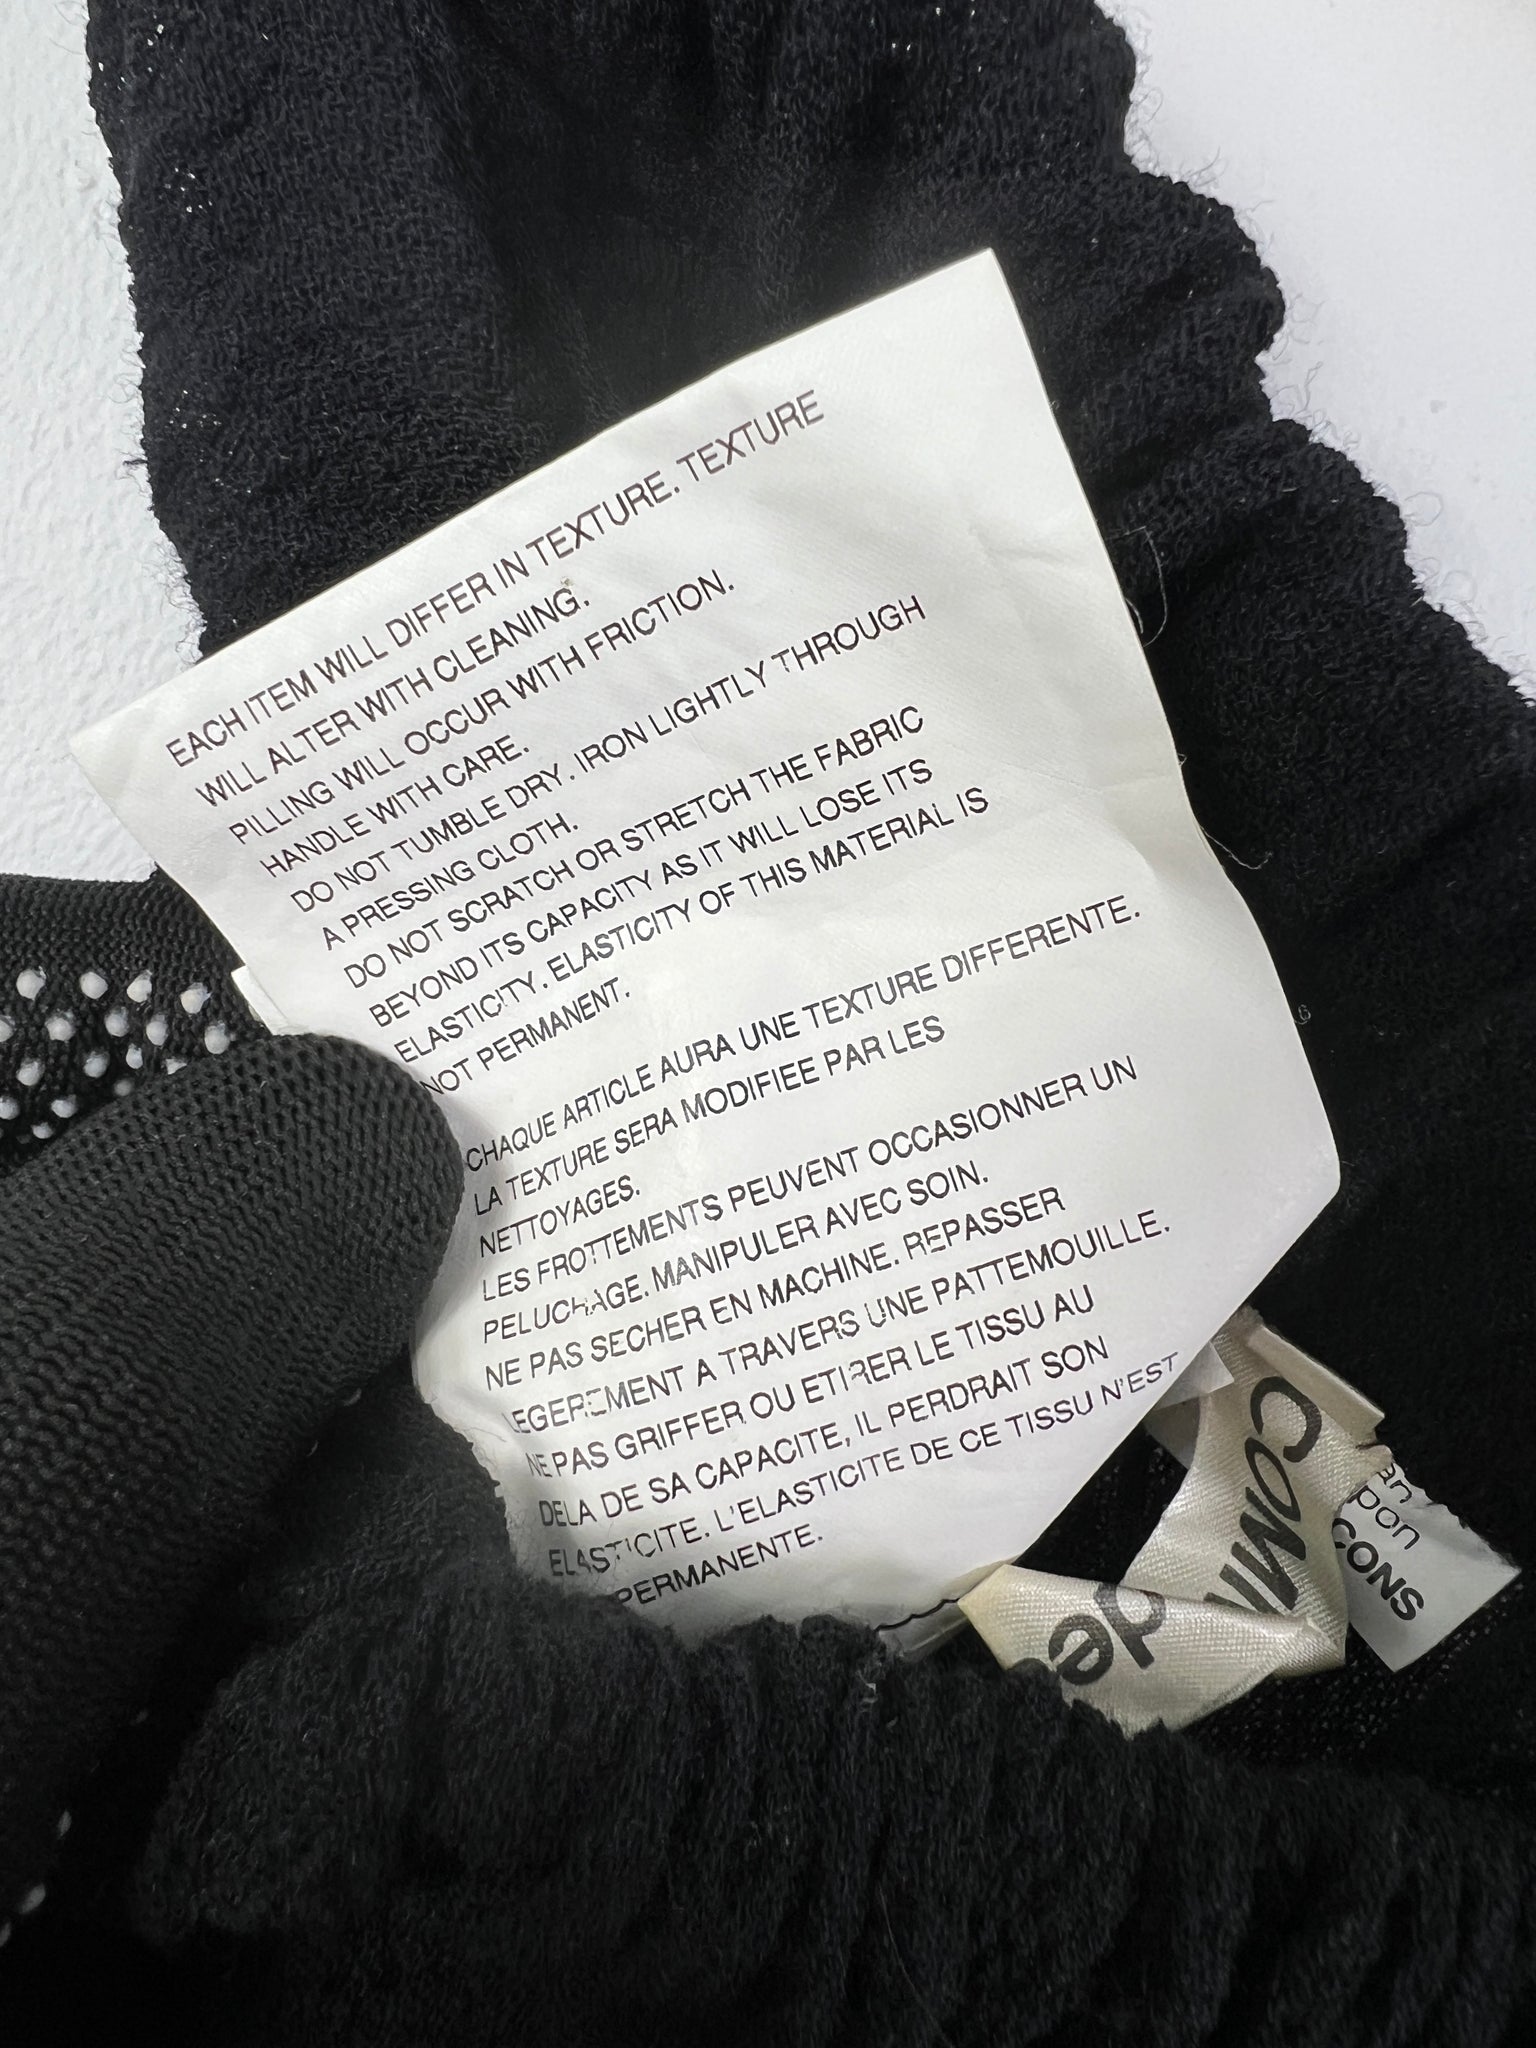 EACH ITEM WILL DIFFER IN TEXTURE. TEXTURE
WILL ALTER WITH CLEANING.
PILLING WILL OCCUR WITH FRICTION.
HANDLE WITH CARE.
DO NOT TUMBLE DRY. IRON LIGHTLY THROUGH
A PRESSING CLOTH.
DO NOT SCRATCH OR STRETCH THE FABRIC
BEYOND ITS CAPACITY AS IT WILL LOSE ITS
ELASTICITY. ELASTICITY OF THIS MATERIAL IS
NOT PERMANENT.
CHAQUE ARTICLE AURA UNE TEXTURE DIFFERENTE.
LA TEXTURE SERA MODIFIEE PAR LES
NETTOYAGES.
LES FROTTEMENTS PEUVENT OCCASIONNER UN
PELUCHAGE. MANIPULER AVEC SOIN.
NE PAS SECHER EN MACHINE. REPASSER
LEGEREMENT A TRAVERS UNE PATTEMOUILLE.
NE PAS GRIFFER OU ETIRER LE TISSU AU
DELA DE SA CAPACITE, IL PERDRAIT SON
ELASTICITE. L'ELASTICITE DE CE TISSU N'EST
PERMANENTE.
COMM
de
an
pon
CONS